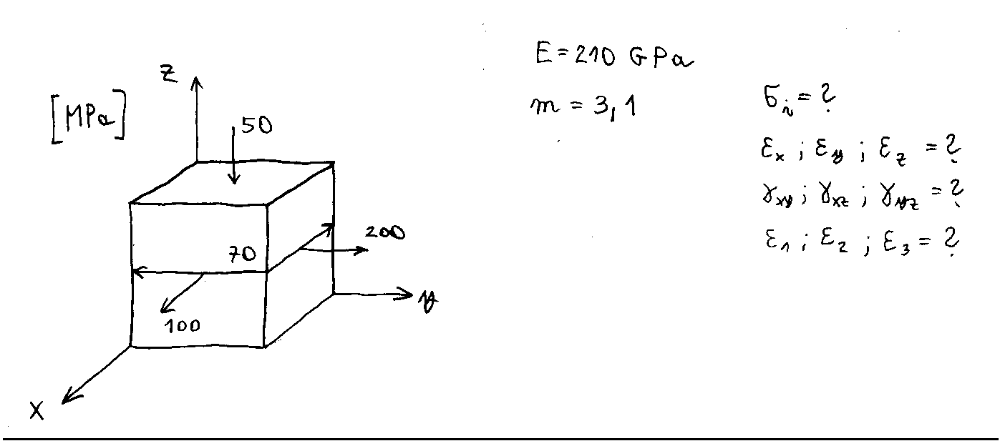 E = 210 GPa
m = 3,1
[MPa]
z
50
70
200
100
y
x
σi = ?
εx ; εy ; εz = ?
γxy ; γxz ; γyz = ?
ε1 ; ε2 ; ε3 = ?